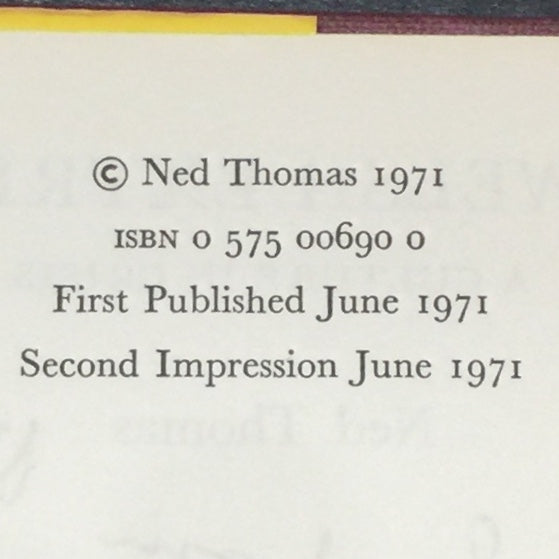 © Ned Thomas 1971
ISBN 0 575 00690 0
First Published June 1971
Second Impression June 1971